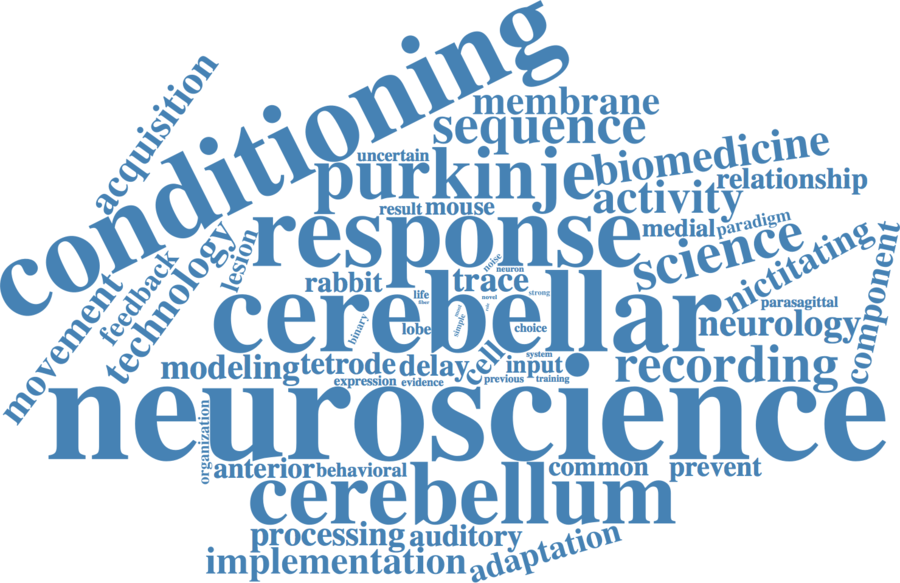 conditioning
acquisition
membrane
sequence
uncertain
purkinje
biomedicine
activity
relationship
result
mouse
response
medial
paradigm
science
nictitating
component
lesion
technology
feedback
movement
rabbit
trace
noise
neuron
life
fiber
novel
strong
cerebellar
parasagittal
binary
lobe
simple
choice
neurology
modeling
tetrode
delay
cell
system
input
recording
expression
evidence
previous
training
neuroscience
organization
anterior
behavioral
common
prevent
cerebellum
processing
auditory
implementation
adaptation